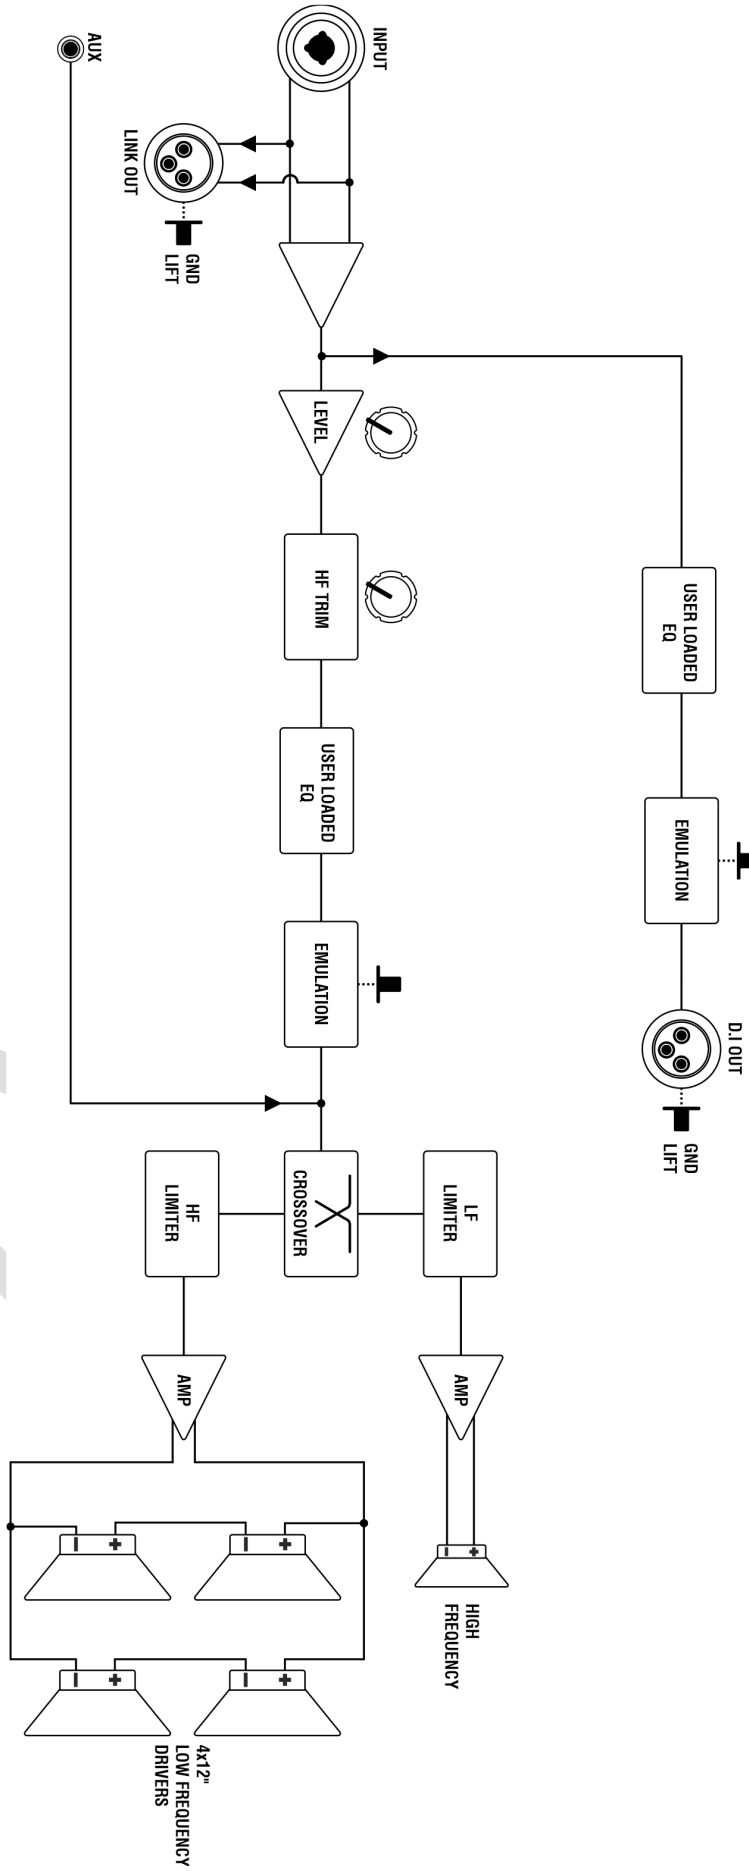 INPUT
AUX
LINK OUT
GND
LIFT
LEVEL
HF TRIM
USER LOADED
EQ
EMULATION
USER LOADED
EQ
EMULATION
D.I OUT
GND
LIFT
LF
LIMITER
CROSSOVER
HF
LIMITER
AMP
AMP
+
−
HIGH
FREQUENCY
+
−
+
−
+
−
+
−
4x12"
LOW FREQUENCY
DRIVERS